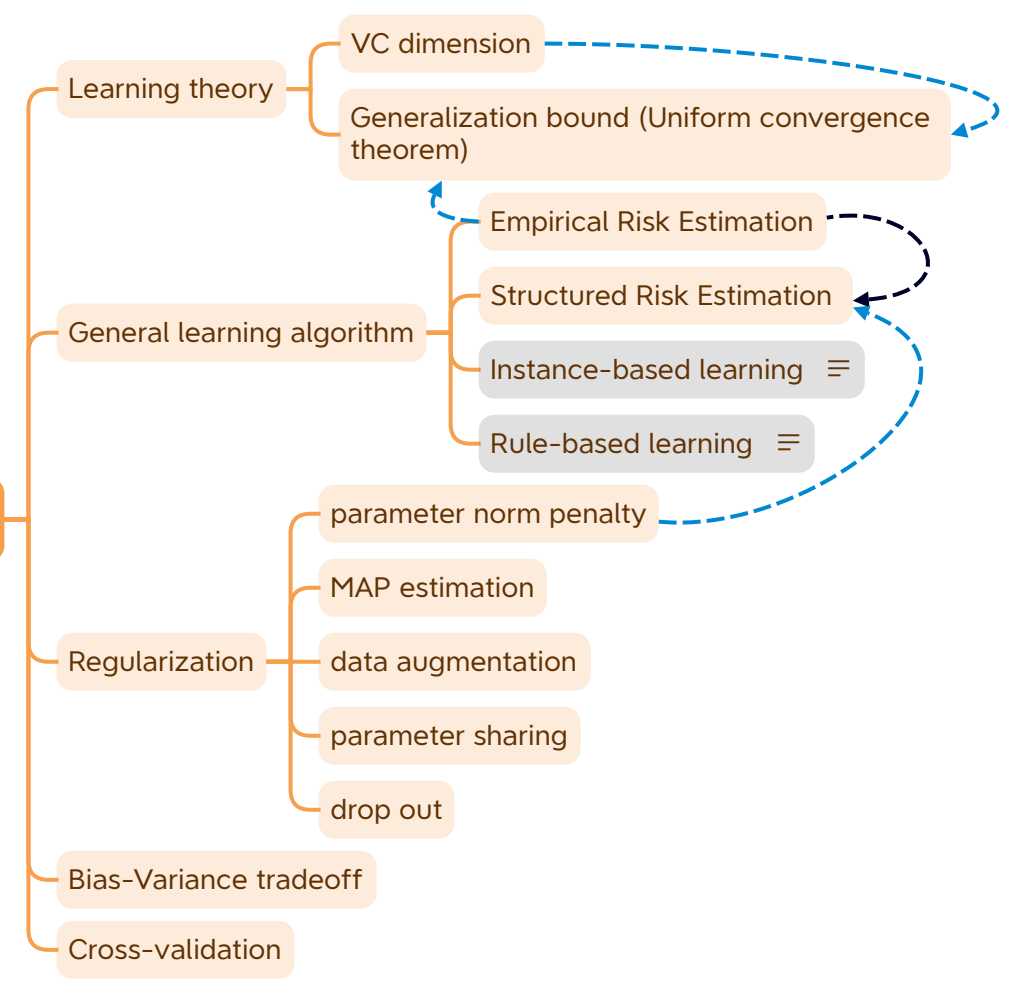 VC dimension
Learning theory
Generalization bound (Uniform convergence
theorem)
Empirical Risk Estimation
Structured Risk Estimation
General learning algorithm
Instance-based learning
Rule-based learning
parameter norm penalty
MAP estimation
Regularization
data augmentation
parameter sharing
drop out
Bias-Variance tradeoff
Cross-validation